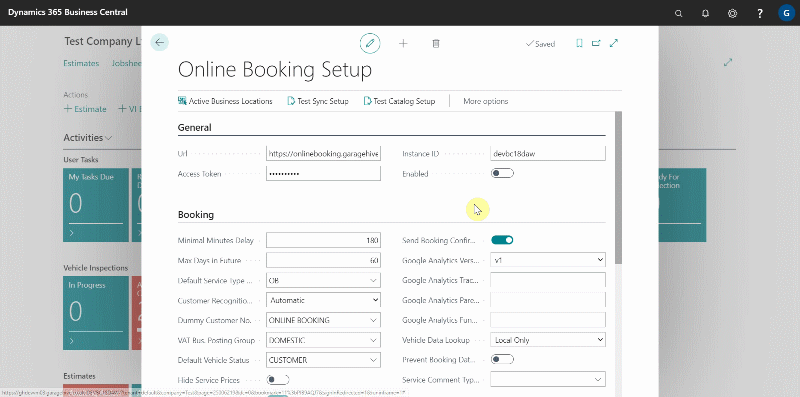 Dynamics 365 Business Central
?
G
Test Company L
Saved
Online Booking Setup
Estimates
Jobshe
Active Business Locations
Test Sync Setup
Test Catalog Setup
More options
Actions
+ Estimate
+ VI
General
Activities
Url
https://onlinebooking.garagehive
Instance ID
devbc18daw
User Tasks
Access Token
••••••••••
Enabled
My Tasks Due
0
Booking
Minimal Minutes Delay
180
Send Booking Confir...
Max Days in Future
60
Google Analytics Vers...
v1
Vehicle Inspections
Default Service Type ...
OB
Google Analytics Trac...
In Progress
0
Customer Recognitio...
Automatic
Google Analytics Pare...
Dummy Customer No.
ONLINE BOOKING
Google Analytics Fun...
VAT Bus. Posting Group
DOMESTIC
Vehicle Data Lookup
Local Only
Default Vehicle Status
CUSTOMER
Prevent Booking Dat...
Estimates
Hide Service Prices
Service Comment Typ...